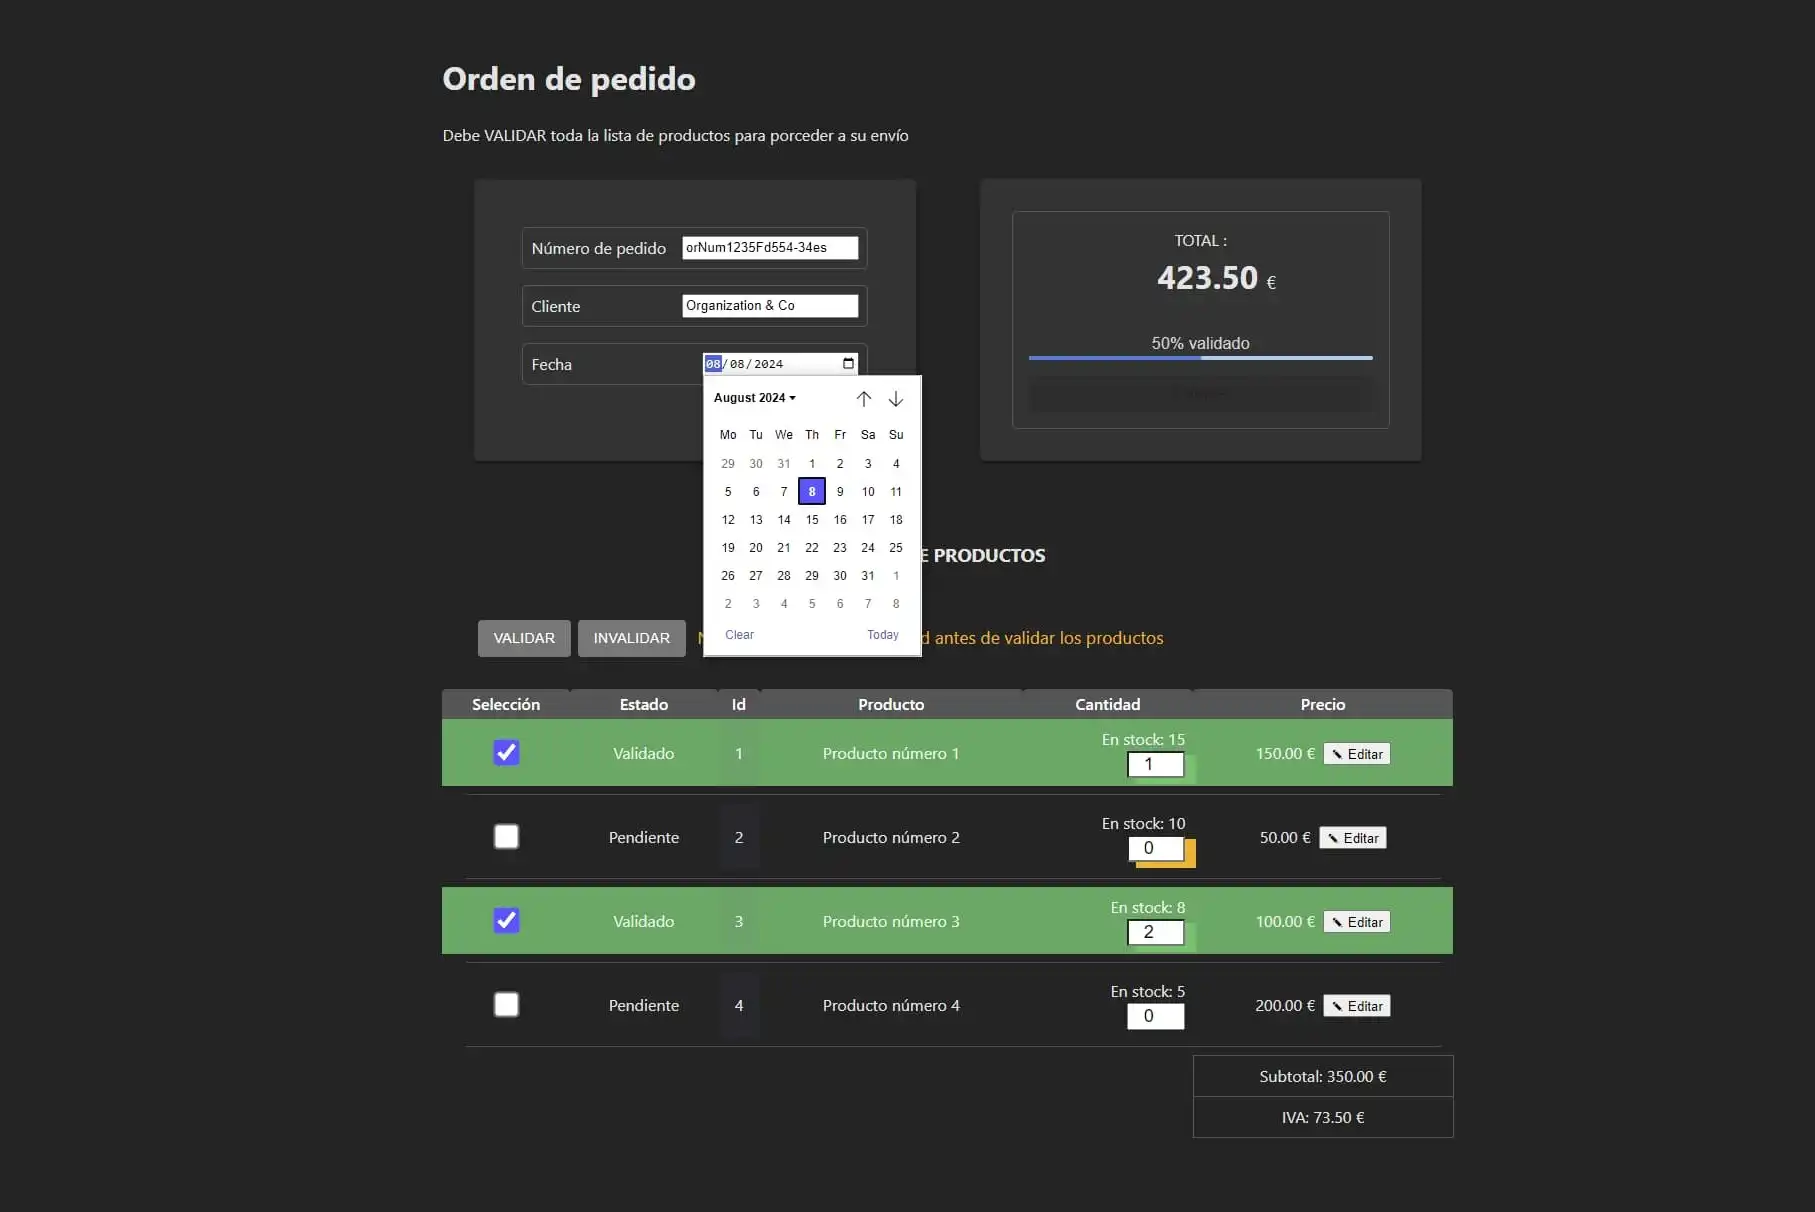 Orden de pedido
Debe VALIDAR toda la lista de productos para porceder a su envío
Número de pedido orNum1235Fd554-34es
Cliente Organization & Co
Fecha 08/08/2024
August 2024
Mo Tu We Th Fr Sa Su
29 30 31 1 2 3 4
5 6 7 8 9 10 11
12 13 14 15 16 17 18
19 20 21 22 23 24 25
26 27 28 29 30 31 1
2 3 4 5 6 7 8
Clear Today
TOTAL :
423.50 €
50% validado
E PRODUCTOS
VALIDAR INVALIDAR antes de validar los productos
Selección Estado Id Producto Cantidad Precio
En stock: 15
Validado 1 Producto número 1 1 150.00 € Editar
En stock: 10
Pendiente 2 Producto número 2 0 50.00 € Editar
En stock: 8
Validado 3 Producto número 3 2 100.00 € Editar
En stock: 5
Pendiente 4 Producto número 4 0 200.00 € Editar
Subtotal: 350.00 €
IVA: 73.50 €